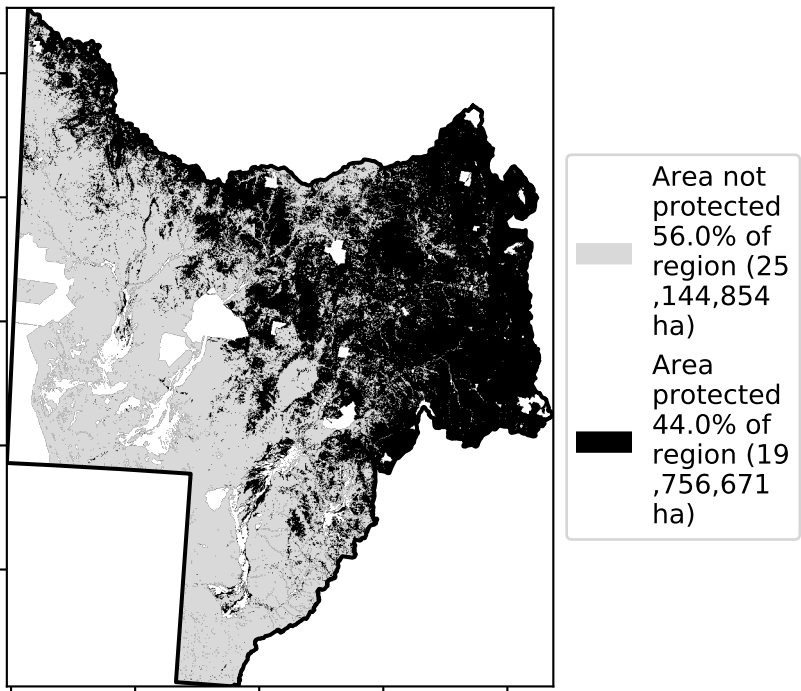 Area not
protected
56.0% of
region (25
,144,854
ha)
Area
protected
44.0% of
region (19
,756,671
ha)